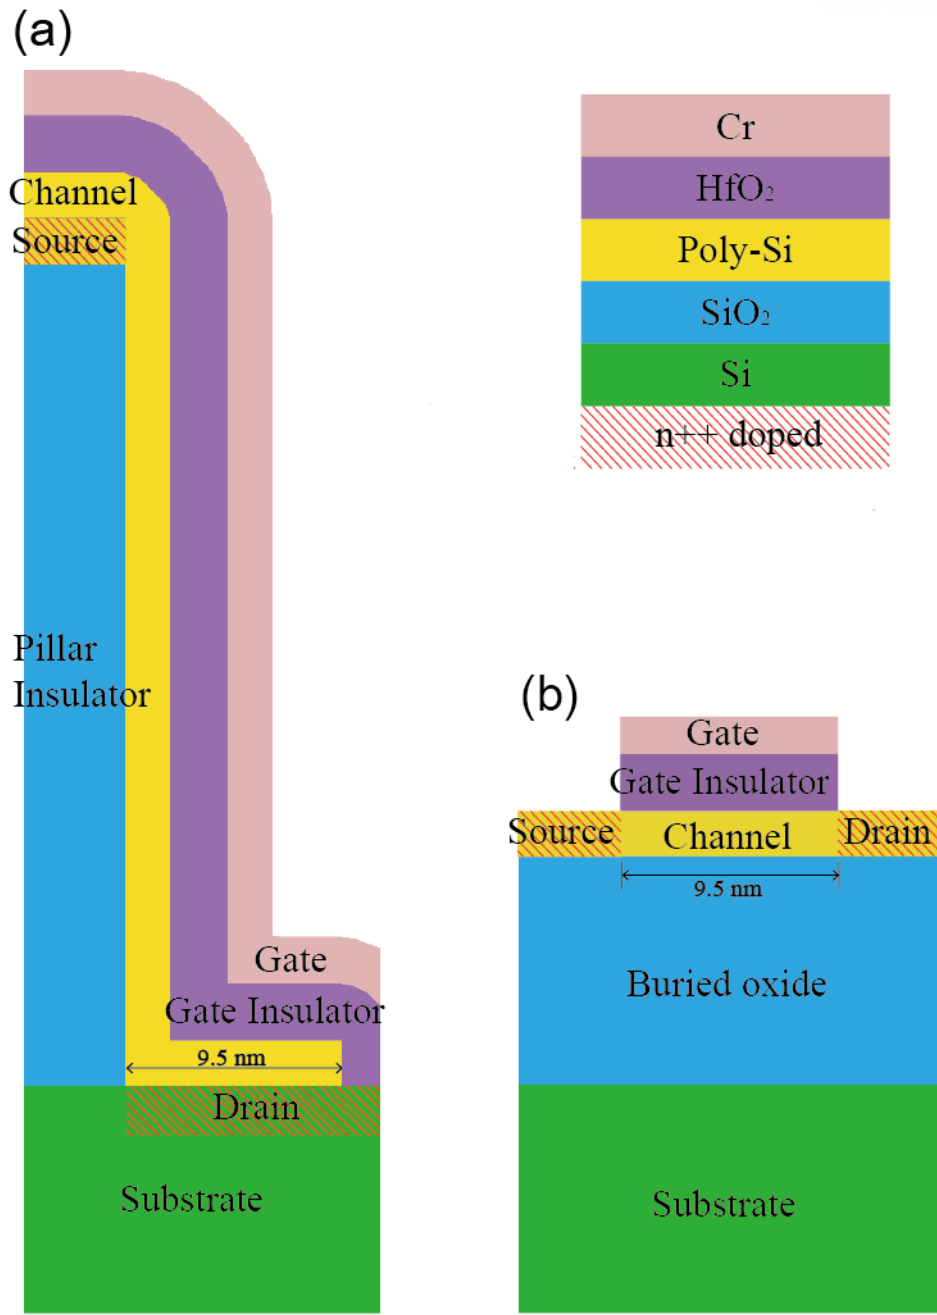 (a)
Channel
Source
Pillar
Insulator
Gate
Gate Insulator
9.5 nm
Drain
Substrate
Cr
HfO₂
Poly-Si
SiO₂
Si
n++ doped
(b)
Gate
Gate Insulator
Source
Channel
Drain
9.5 nm
Buried oxide
Substrate